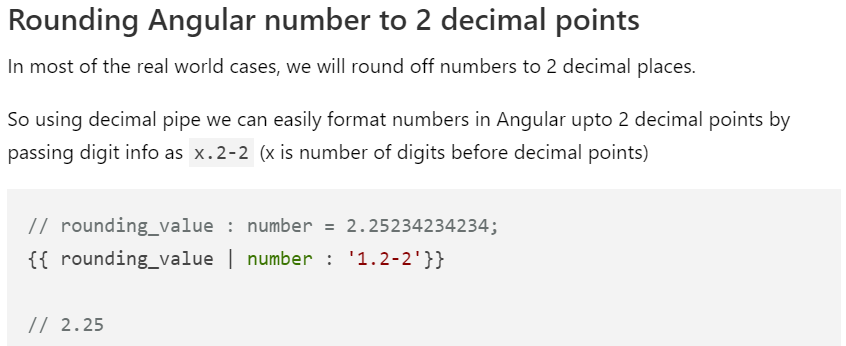 Rounding Angular number to 2 decimal points
In most of the real world cases, we will round off numbers to 2 decimal places.
So using decimal pipe we can easily format numbers in Angular upto 2 decimal points by
passing digit info as x.2-2 (x is number of digits before decimal points)
// rounding_value : number = 2.25234234234;
{{ rounding_value | number : '1.2-2'}}
// 2.25